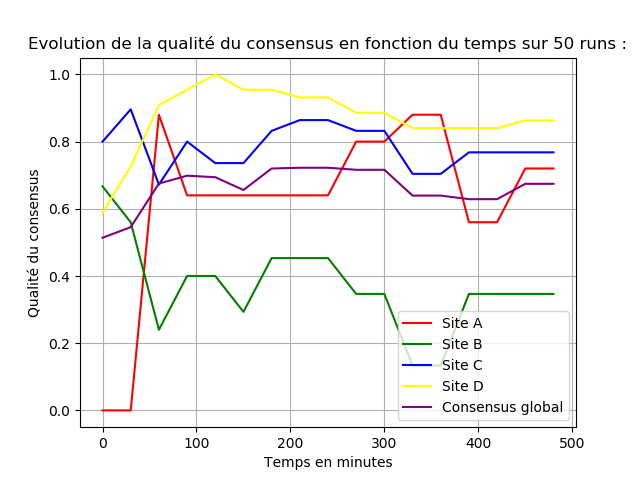 Evolution de la qualité du consensus en fonction du temps sur 50 runs :
Qualité du consensus
1.0
0.8
0.6
0.4
0.2
0.0
0
100
200
300
400
500
Temps en minutes
Site A
Site B
Site C
Site D
Consensus global